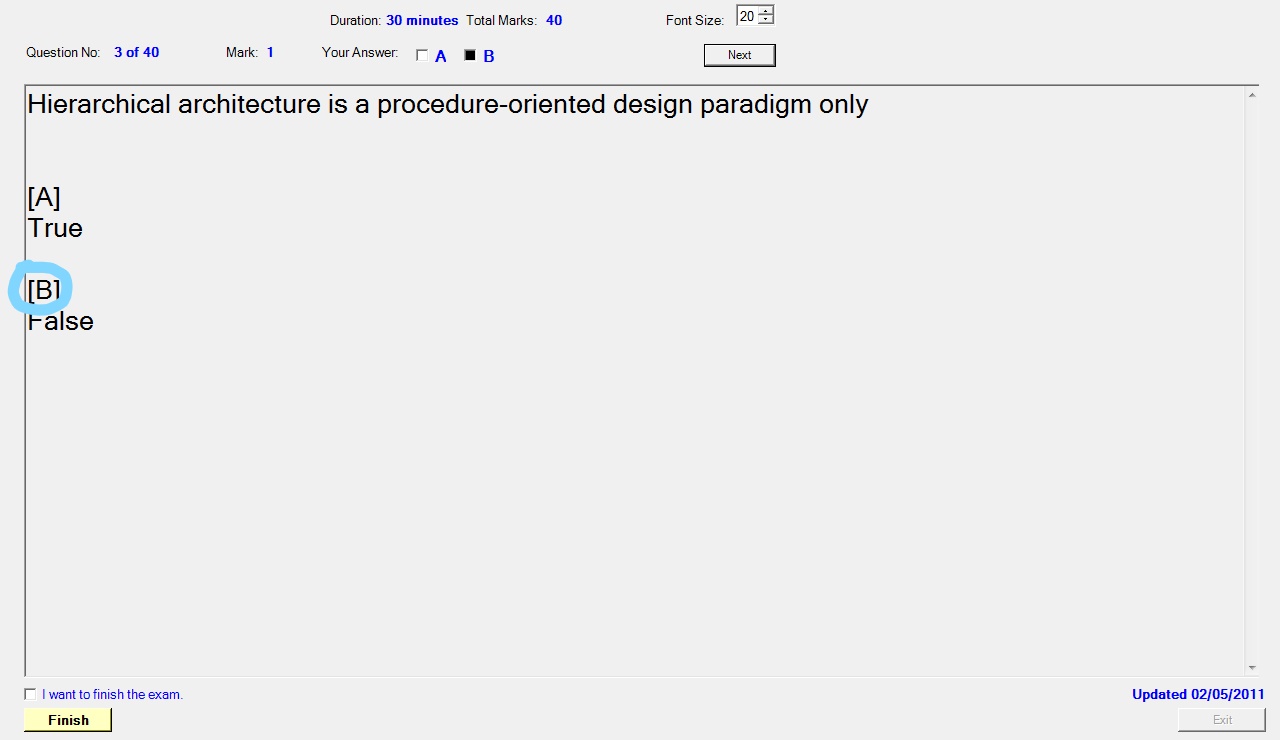 Duration: 30 minutes Total Marks: 40 Font Size: 20
Question No: 3 of 40 Mark: 1 Your Answer: A B Next
Hierarchical architecture is a procedure-oriented design paradigm only
[A]
True
[B]
False
I want to finish the exam.
Updated 02/05/2011
Finish
Exit